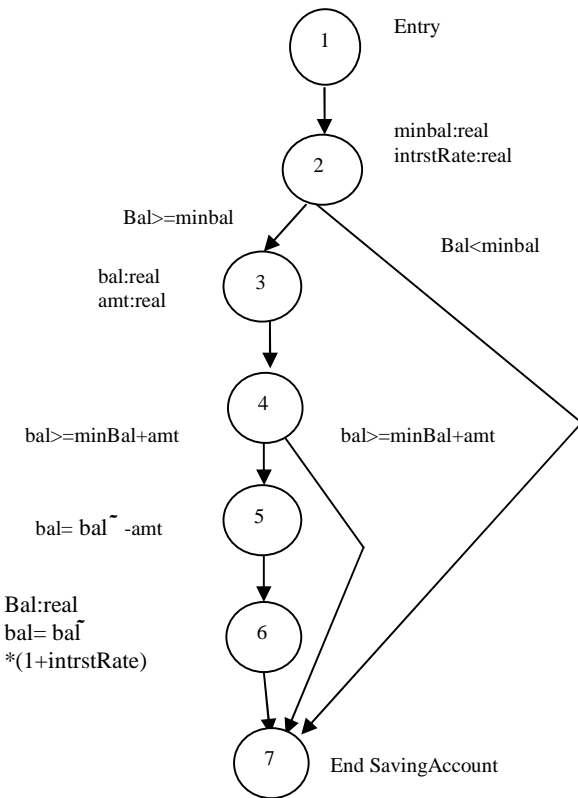 1
Entry
minbal:real
intrstRate:real
2
Bal>=minbal
Bal<minbal
bal:real
amt:real
3
4
bal>=minBal+amt
bal>=minBal+amt
5
bal= bal˜ -amt
Bal:real
bal= bal˜
*(1+intrstRate)
6
7
End SavingAccount